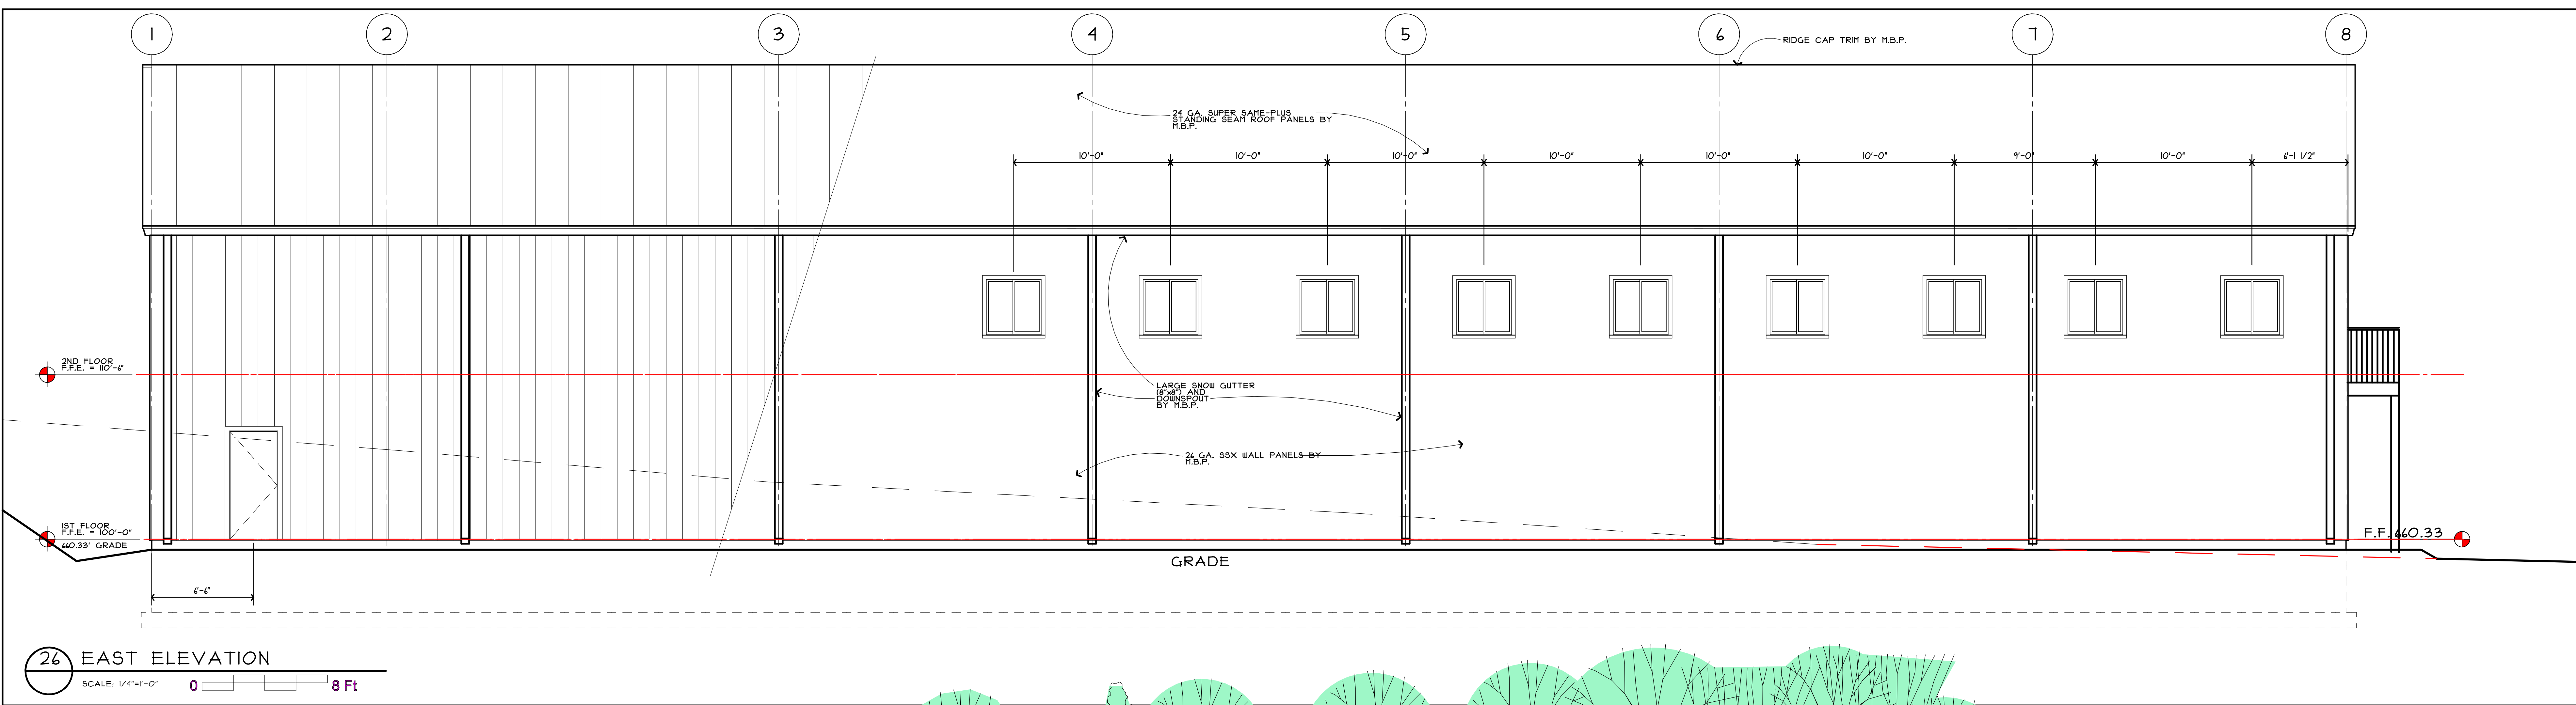 1 2 3 4 5 6 7 8
RIDGE CAP TRIM BY M.B.P.
24 GA. SUPER SAME-PLUS
STANDING SEAM ROOF PANELS BY
M.B.P.
10'-0" 10'-0" 10'-0" 10'-0" 10'-0" 10'-0" 9'-0" 10'-0" 6'-1 1/2"
2ND FLOOR
F.F.E. = 110'-6"
LARGE SNOW GUTTER
(8"x8") AND
DOWNSPOUT
BY M.B.P.
26 GA. SSX WALL PANELS BY
M.B.P.
1ST FLOOR
F.F.E. = 100'-0"
660.33' GRADE
F.F. 660.33
GRADE
6'-6"
26 EAST ELEVATION
SCALE: 1/4"=1'-0"
0 8 Ft